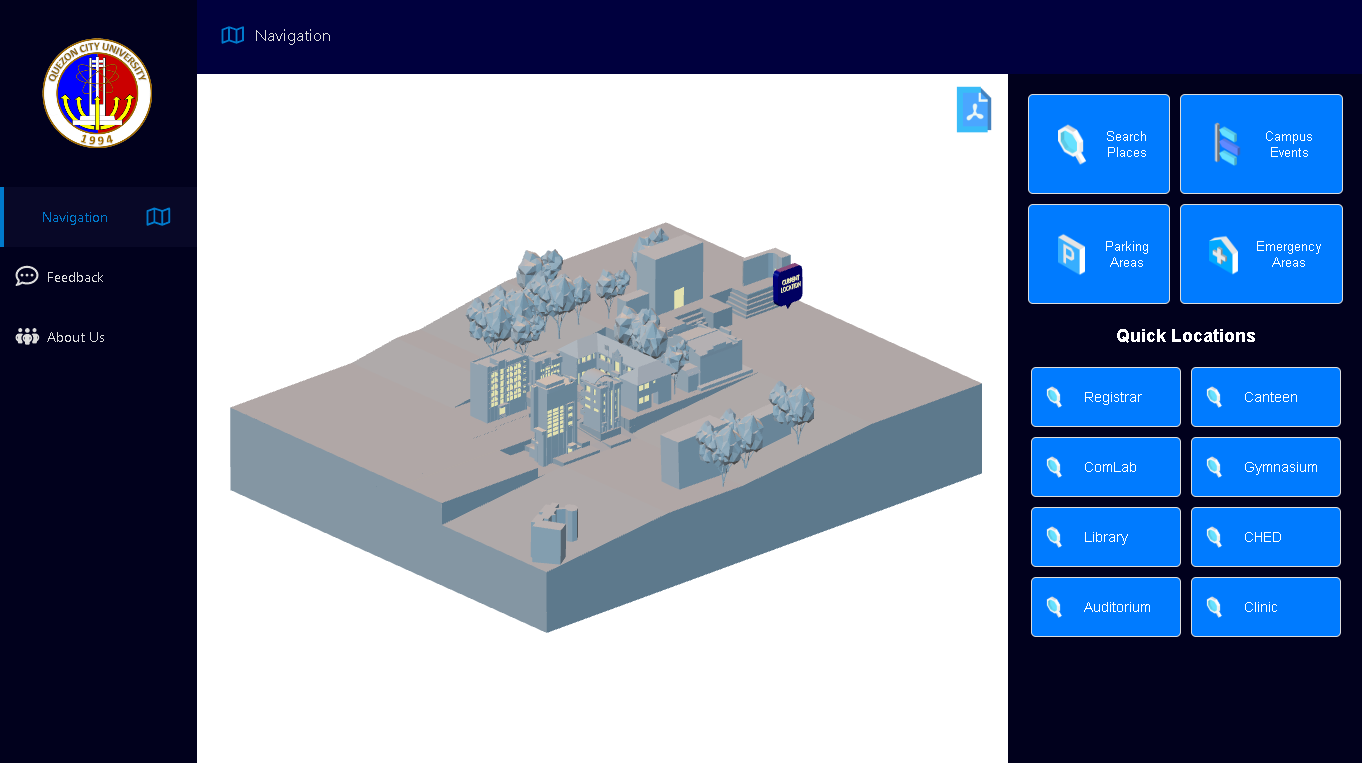 QUEZON CITY UNIVERSITY
1994
Navigation
Feedback
About Us
Navigation
CURRENT
LOCATION
Search
Places
Campus
Events
P
Parking
Areas
Emergency
Areas
Quick Locations
Registrar
Canteen
ComLab
Gymnasium
Library
CHED
Auditorium
Clinic